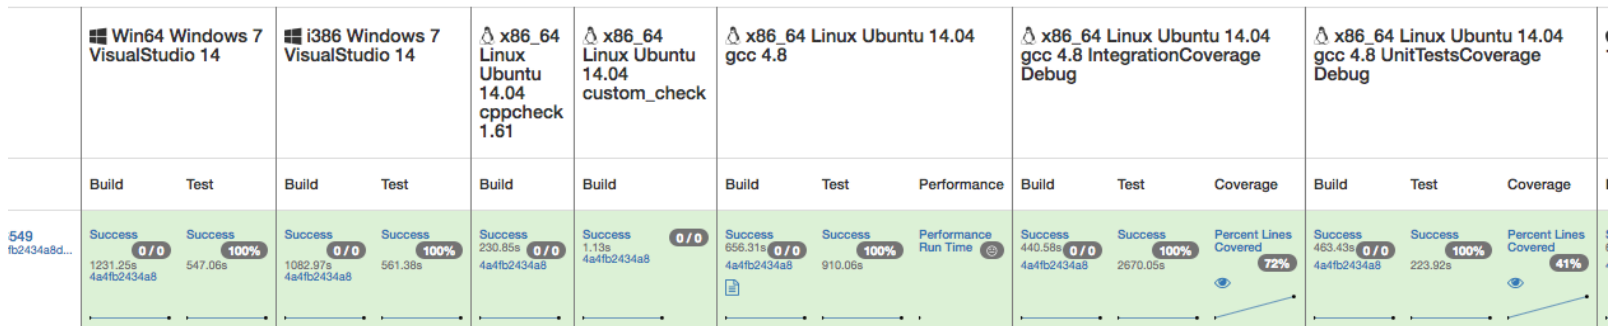 Win64 Windows 7
VisualStudio 14
i386 Windows 7
VisualStudio 14
x86_64
Linux
Ubuntu
14.04
cppcheck
1.61
x86_64
Linux Ubuntu
14.04
custom_check
x86_64 Linux Ubuntu 14.04
gcc 4.8
x86_64 Linux Ubuntu 14.04
gcc 4.8 IntegrationCoverage
Debug
x86_64 Linux Ubuntu 14.04
gcc 4.8 UnitTestsCoverage
Debug
Build Test Build Test Build Build Build Test Performance Build Test Coverage Build Test Coverage
549
fb2434a8d...
Success
0 / 0
1231.25s
4a4fb2434a8
Success
100%
547.06s
Success
0 / 0
1082.97s
4a4fb2434a8
Success
100%
561.38s
Success
230.85s 0 / 0
4a4fb2434a8
Success
0 / 0
1.13s
4a4fb2434a8
Success
656.31s 0 / 0
4a4fb2434a8
Success
100%
910.06s
Performance
Run Time
Success
440.58s 0 / 0
4a4fb2434a8
Success
100%
2670.05s
Percent Lines
Covered
72%
Success
463.43s 0 / 0
4a4fb2434a8
Success
100%
223.92s
Percent Lines
Covered
41%